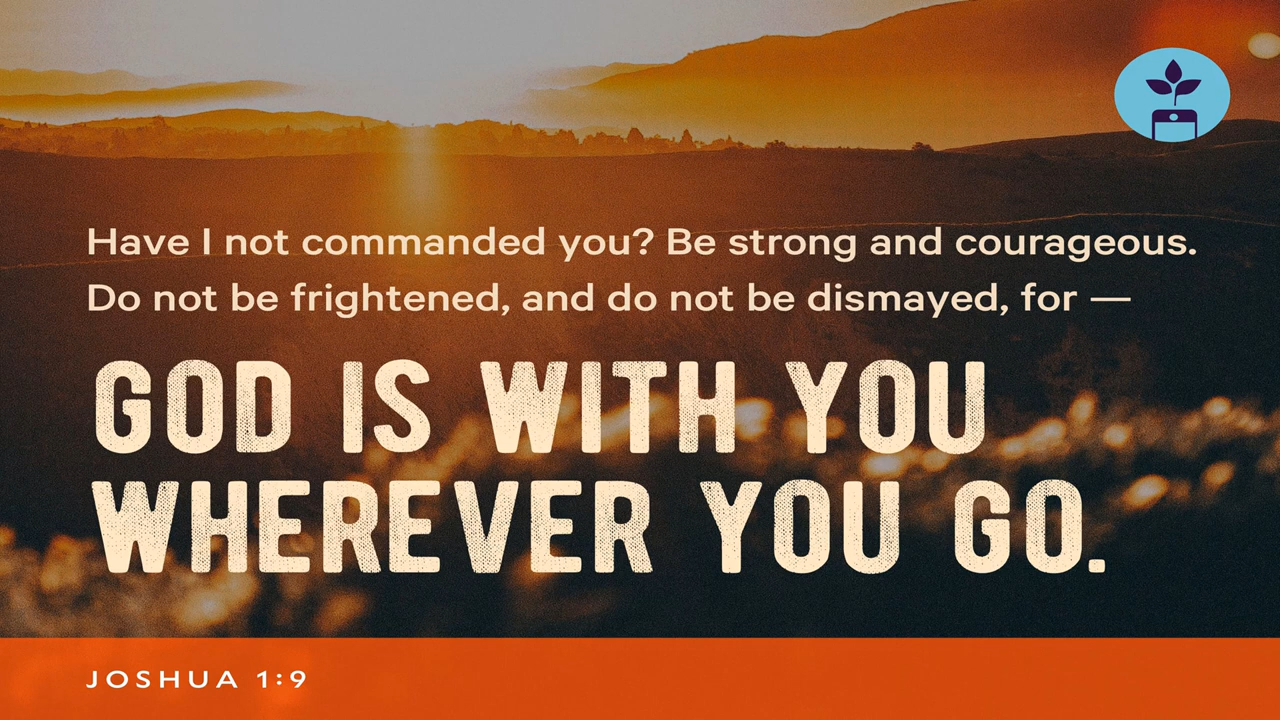 Have I not commanded you? Be strong and courageous.
Do not be frightened, and do not be dismayed, for —
GOD IS WITH YOU
WHEREVER YOU GO.
JOSHUA 1:9